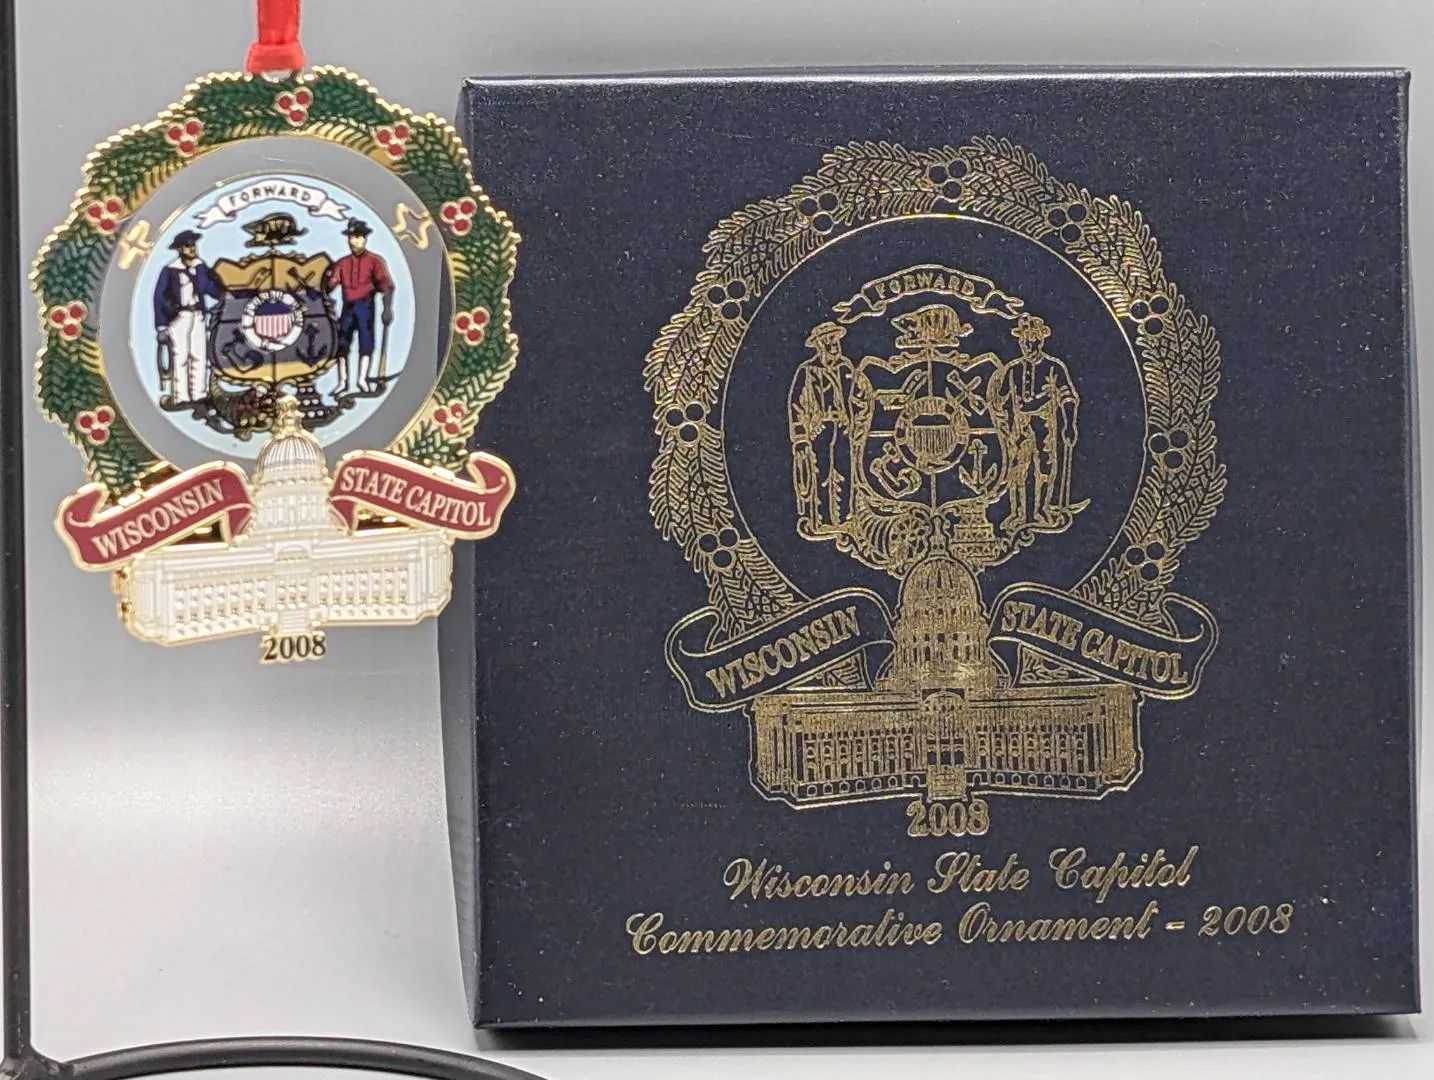 FORWARD
WISCONSIN
STATE CAPITOL
2008
FORWARD
WISCONSIN
STATE CAPITOL
2008
Wisconsin State Capitol
Commemorative Ornament - 2008